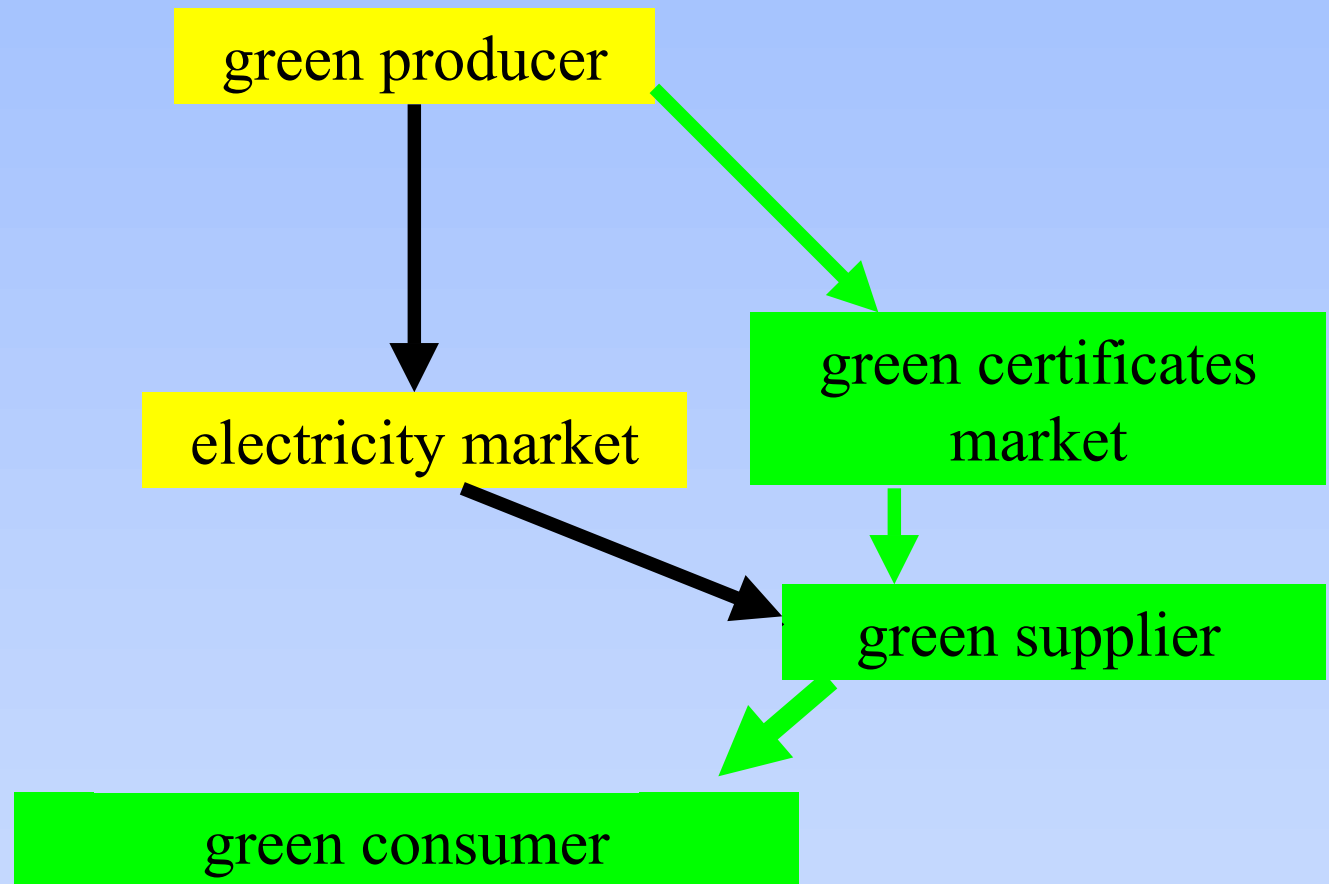 green producer
green certificates
market
electricity market
green supplier
green consumer